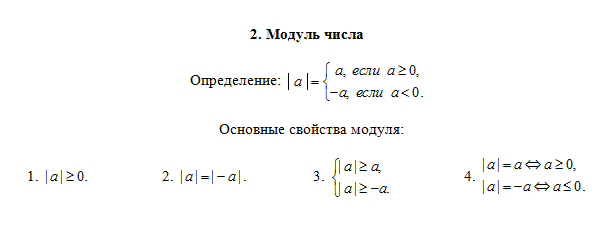 2. Модуль числа
Определение: |a| = { a, если a ≥ 0,
−a, если a < 0.
Основные свойства модуля:
1. |a| ≥ 0.
2. |a| = |−a|.
3. { |a| ≥ a,
|a| ≥ −a.
4. |a| = a ⇔ a ≥ 0,
|a| = −a ⇔ a ≤ 0.